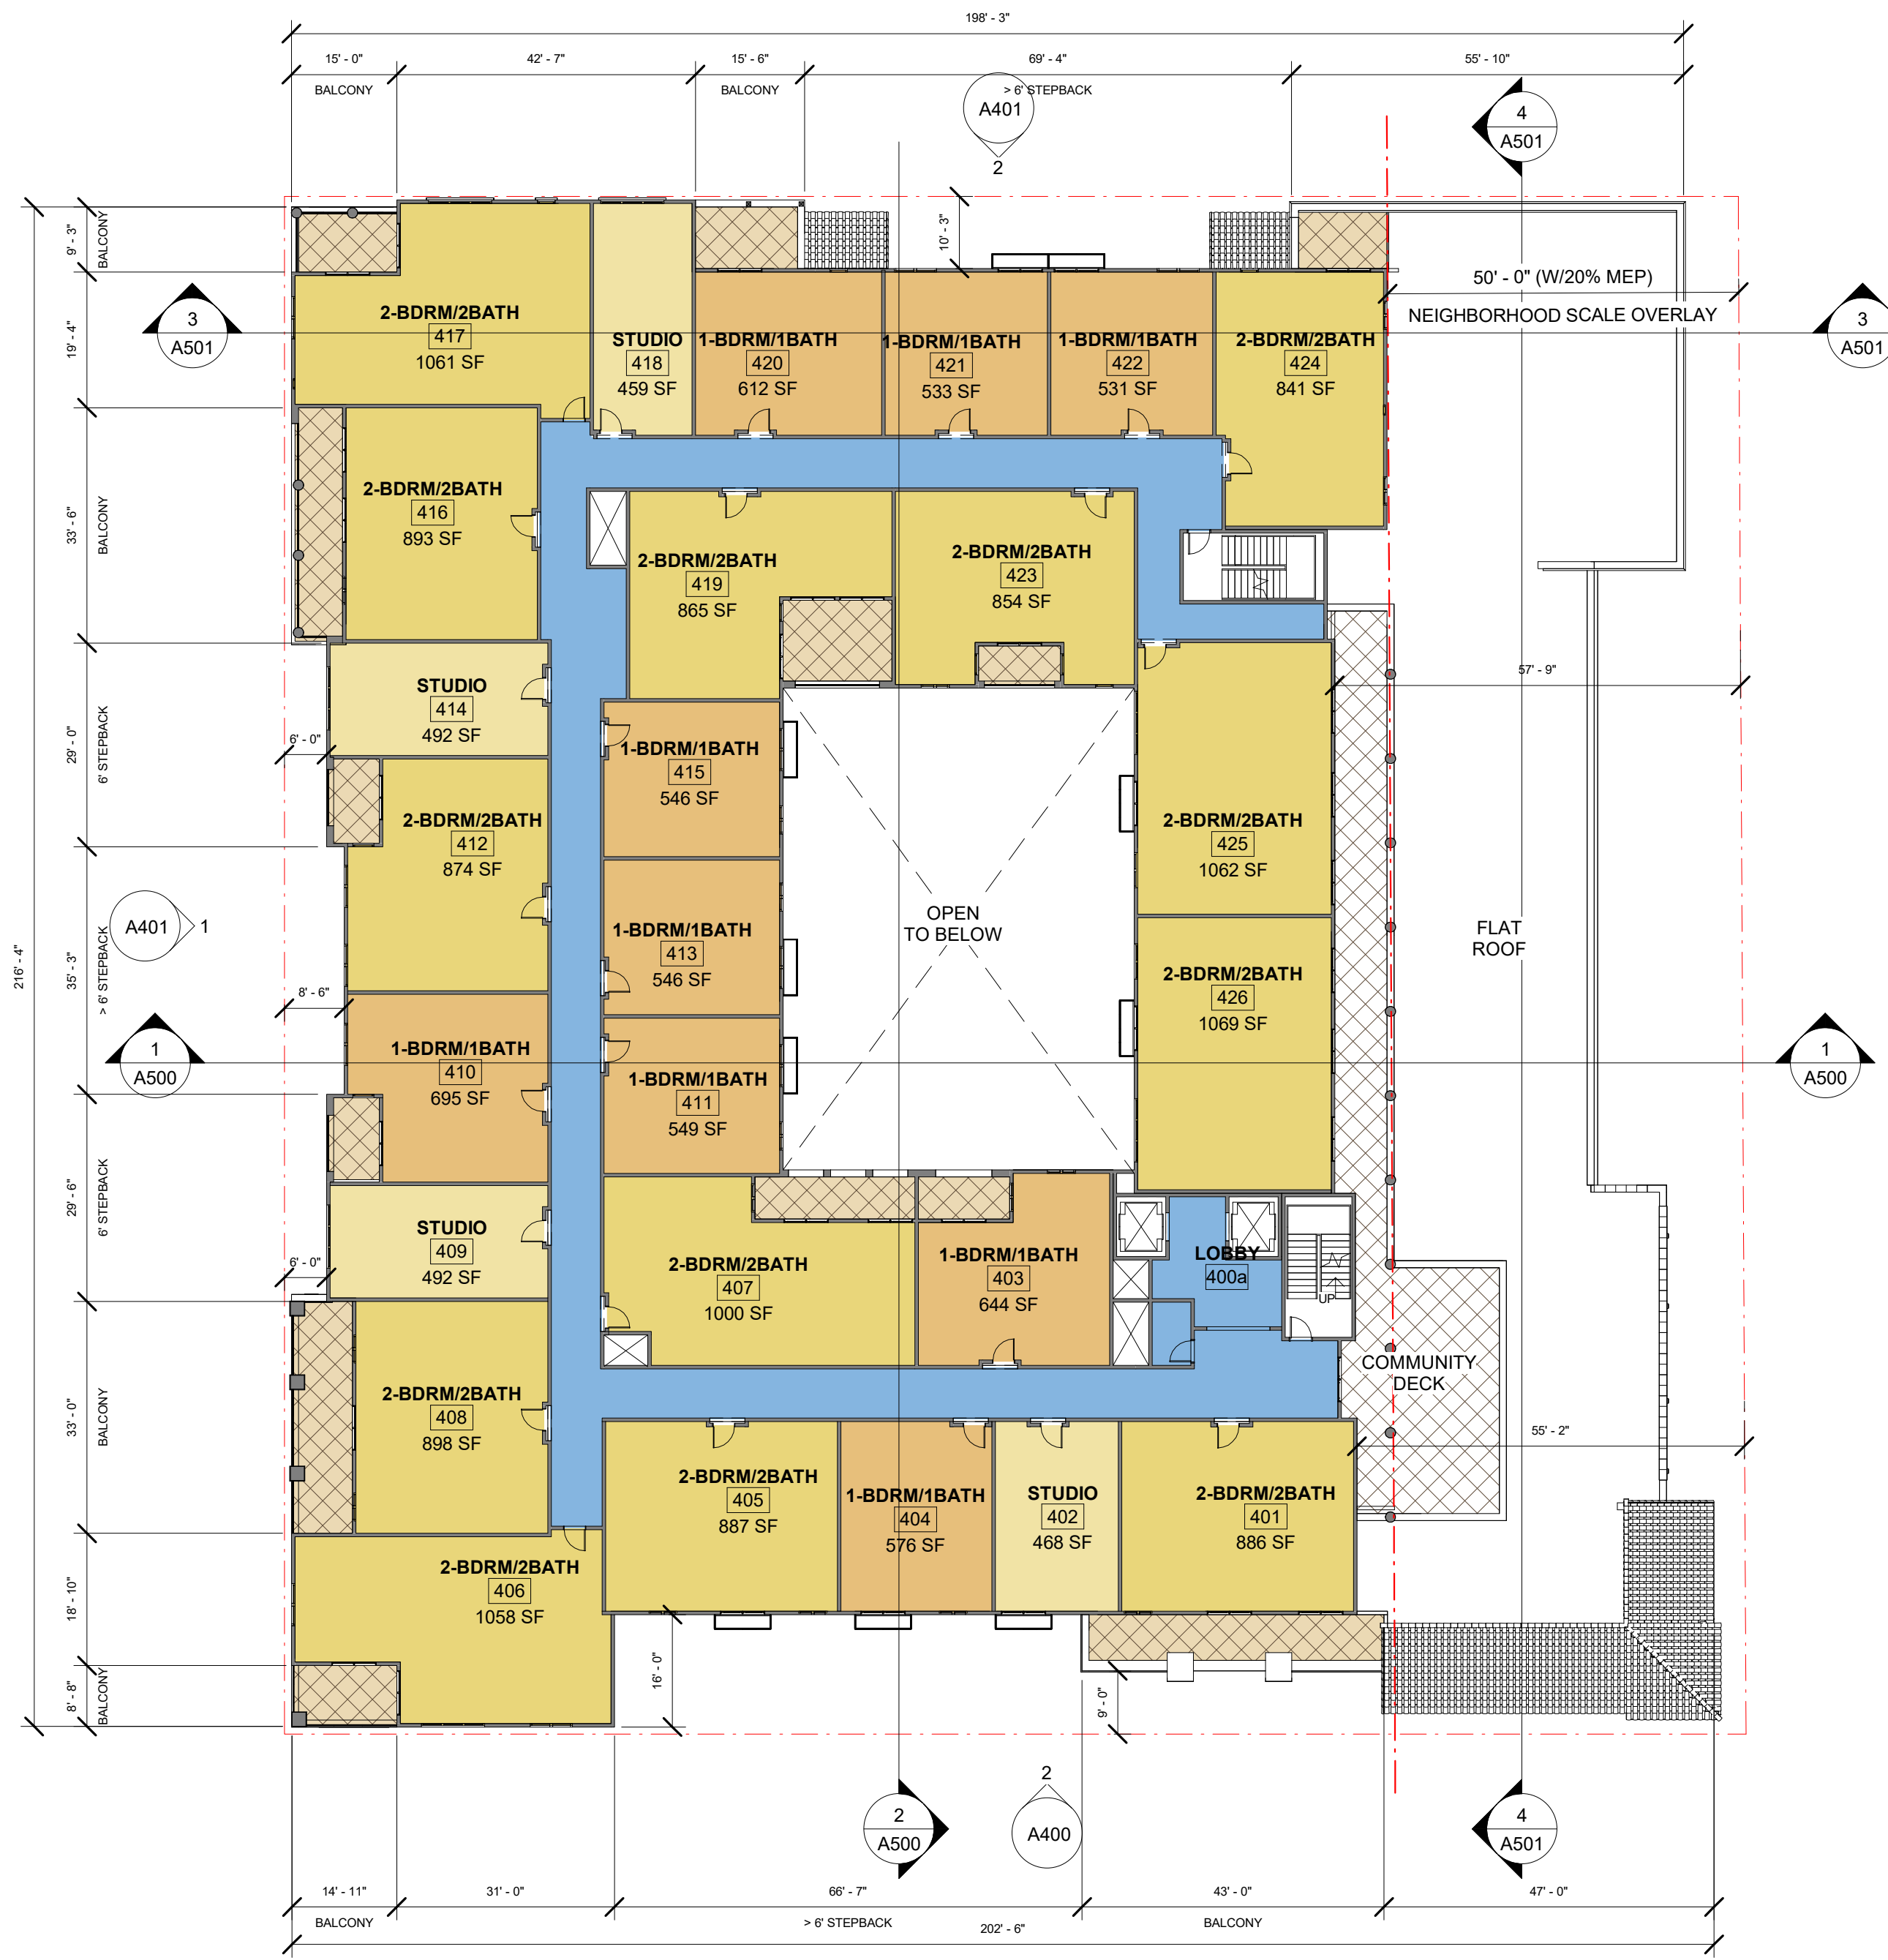 198' - 3"
15' - 0"
42' - 7"
15' - 6"
69' - 4"
55' - 10"
BALCONY
BALCONY
> 6' STEPBACK
A401
2
4
A501
9' - 3"
BALCONY
10' - 3"
50' - 0" (W/20% MEP)
NEIGHBORHOOD SCALE OVERLAY
3
A501
3
A501
19' - 4"
2-BDRM/2BATH
417
1061 SF
STUDIO
418
459 SF
1-BDRM/1BATH
420
612 SF
1-BDRM/1BATH
421
533 SF
1-BDRM/1BATH
422
531 SF
2-BDRM/2BATH
424
841 SF
33' - 6"
BALCONY
2-BDRM/2BATH
416
893 SF
2-BDRM/2BATH
419
865 SF
2-BDRM/2BATH
423
854 SF
57' - 9"
29' - 0"
6' STEPBACK
6' - 0"
STUDIO
414
492 SF
1-BDRM/1BATH
415
546 SF
2-BDRM/2BATH
412
874 SF
2-BDRM/2BATH
425
1062 SF
216' - 4"
A401
1
35' - 3"
> 6' STEPBACK
8' - 6"
1-BDRM/1BATH
413
546 SF
OPEN
TO BELOW
2-BDRM/2BATH
426
1069 SF
FLAT
ROOF
1
A500
1
A500
1-BDRM/1BATH
410
695 SF
1-BDRM/1BATH
411
549 SF
29' - 6"
6' STEPBACK
6' - 0"
STUDIO
409
492 SF
2-BDRM/2BATH
407
1000 SF
1-BDRM/1BATH
403
644 SF
LOBBY
400a
UP
33' - 0"
BALCONY
2-BDRM/2BATH
408
898 SF
COMMUNITY
DECK
55' - 2"
2-BDRM/2BATH
405
887 SF
1-BDRM/1BATH
404
576 SF
STUDIO
402
468 SF
2-BDRM/2BATH
401
886 SF
18' - 10"
2-BDRM/2BATH
406
1058 SF
8' - 8"
BALCONY
16' - 0"
9' - 0"
2
A500
2
A400
4
A501
14' - 11"
31' - 0"
66' - 7"
43' - 0"
47' - 0"
BALCONY
> 6' STEPBACK
BALCONY
202' - 6"